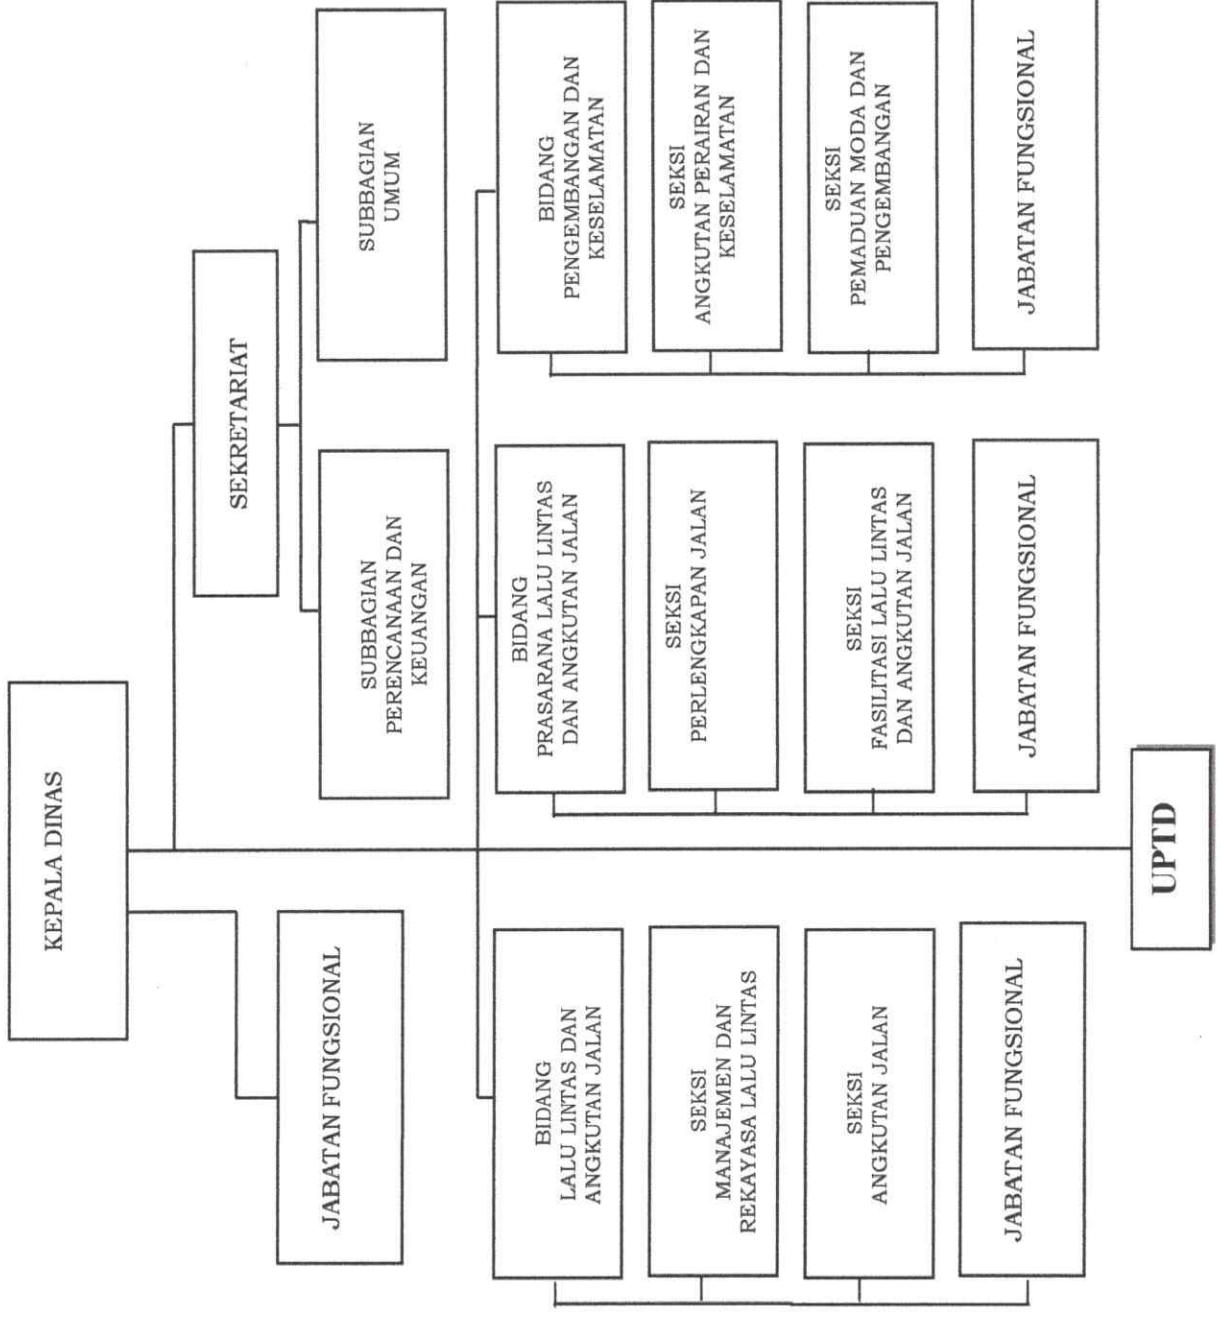 KEPALA DINAS
JABATAN FUNGSIONAL
SEKRETARIAT
SUBBAGIAN
PERENCANAAN DAN
KEUANGAN
SUBBAGIAN
UMUM
BIDANG
LALU LINTAS DAN
ANGKUTAN JALAN
SEKSI
MANAJEMEN DAN
REKAYASA LALU LINTAS
SEKSI
ANGKUTAN JALAN
JABATAN FUNGSIONAL
BIDANG
PRASARANA LALU LINTAS
DAN ANGKUTAN JALAN
SEKSI
PERLENGKAPAN JALAN
SEKSI
FASILITASI LALU LINTAS
DAN ANGKUTAN JALAN
JABATAN FUNGSIONAL
BIDANG
PENGEMBANGAN DAN
KESELAMATAN
SEKSI
ANGKUTAN PERAIRAN DAN
KESELAMATAN
SEKSI
PEMADUAN MODA DAN
PENGEMBANGAN
JABATAN FUNGSIONAL
UPTD